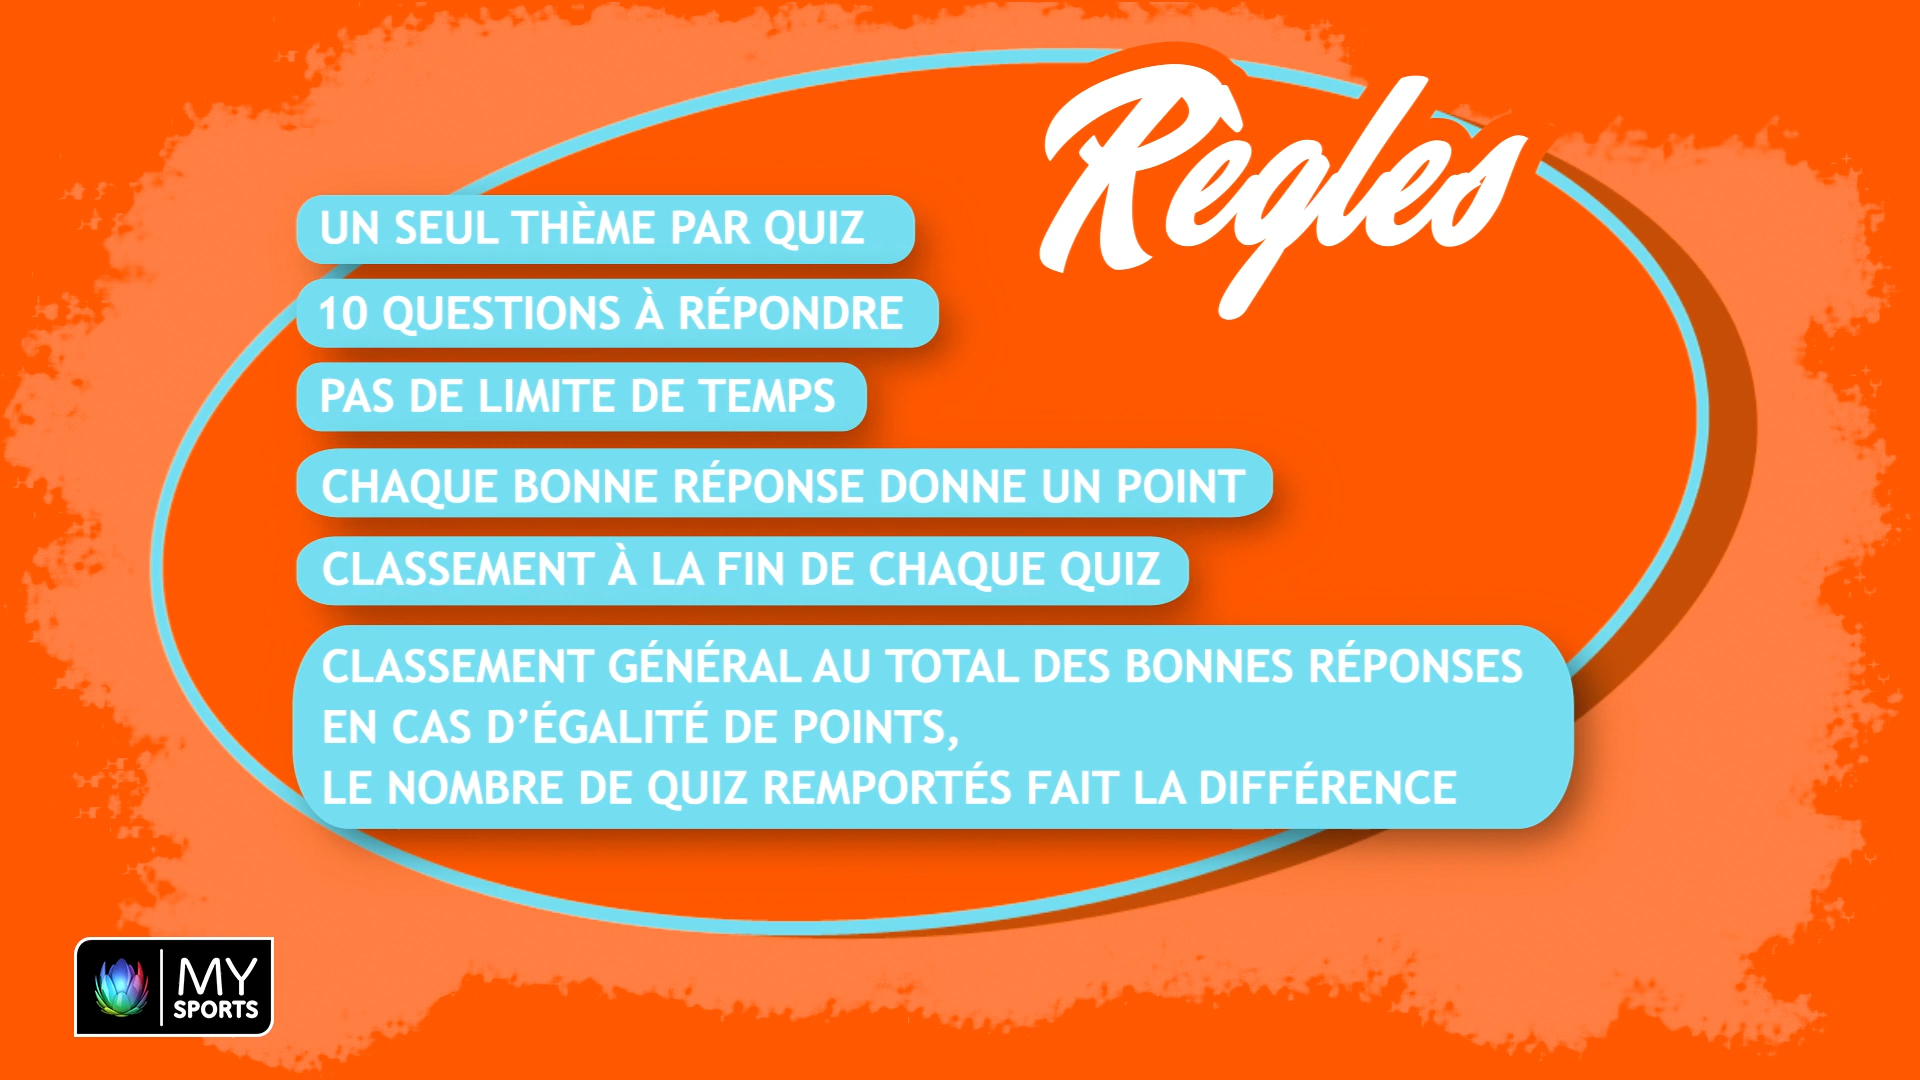 Règles
UN SEUL THÈME PAR QUIZ
10 QUESTIONS À RÉPONDRE
PAS DE LIMITE DE TEMPS
CHAQUE BONNE RÉPONSE DONNE UN POINT
CLASSEMENT À LA FIN DE CHAQUE QUIZ
CLASSEMENT GÉNÉRAL AU TOTAL DES BONNES RÉPONSES
EN CAS D’ÉGALITÉ DE POINTS,
LE NOMBRE DE QUIZ REMPORTÉS FAIT LA DIFFÉRENCE
MY
SPORTS